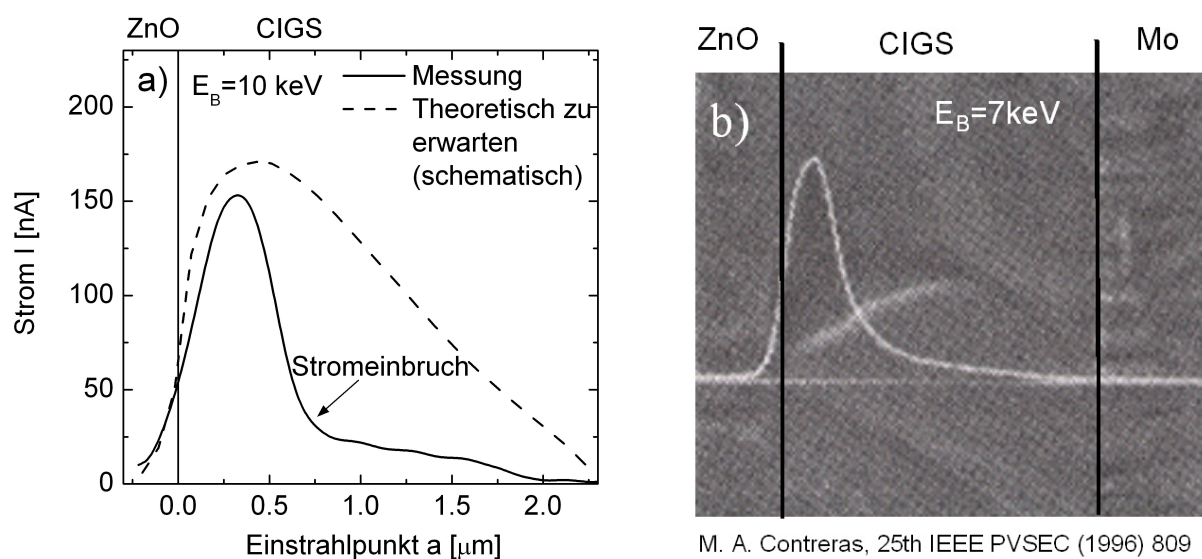 ZnO CIGS
a) E_B=10 keV
Messung
Theoretisch zu
erwarten
(schematisch)
Stromeinbruch
Strom I [nA]
200
150
100
50
0
0.0 0.5 1.0 1.5 2.0
Einstrahlpunkt a [μm]
ZnO CIGS Mo
b) E_B=7keV
M. A. Contreras, 25th IEEE PVSEC (1996) 809